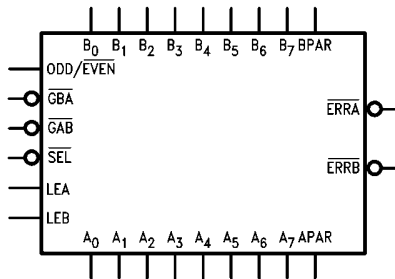 B0 B1 B2 B3 B4 B5 B6 B7 BPAR
ODD/EVEN
GBA
ERRA
GAB
SEL
ERRB
LEA
LEB
A0 A1 A2 A3 A4 A5 A6 A7 APAR